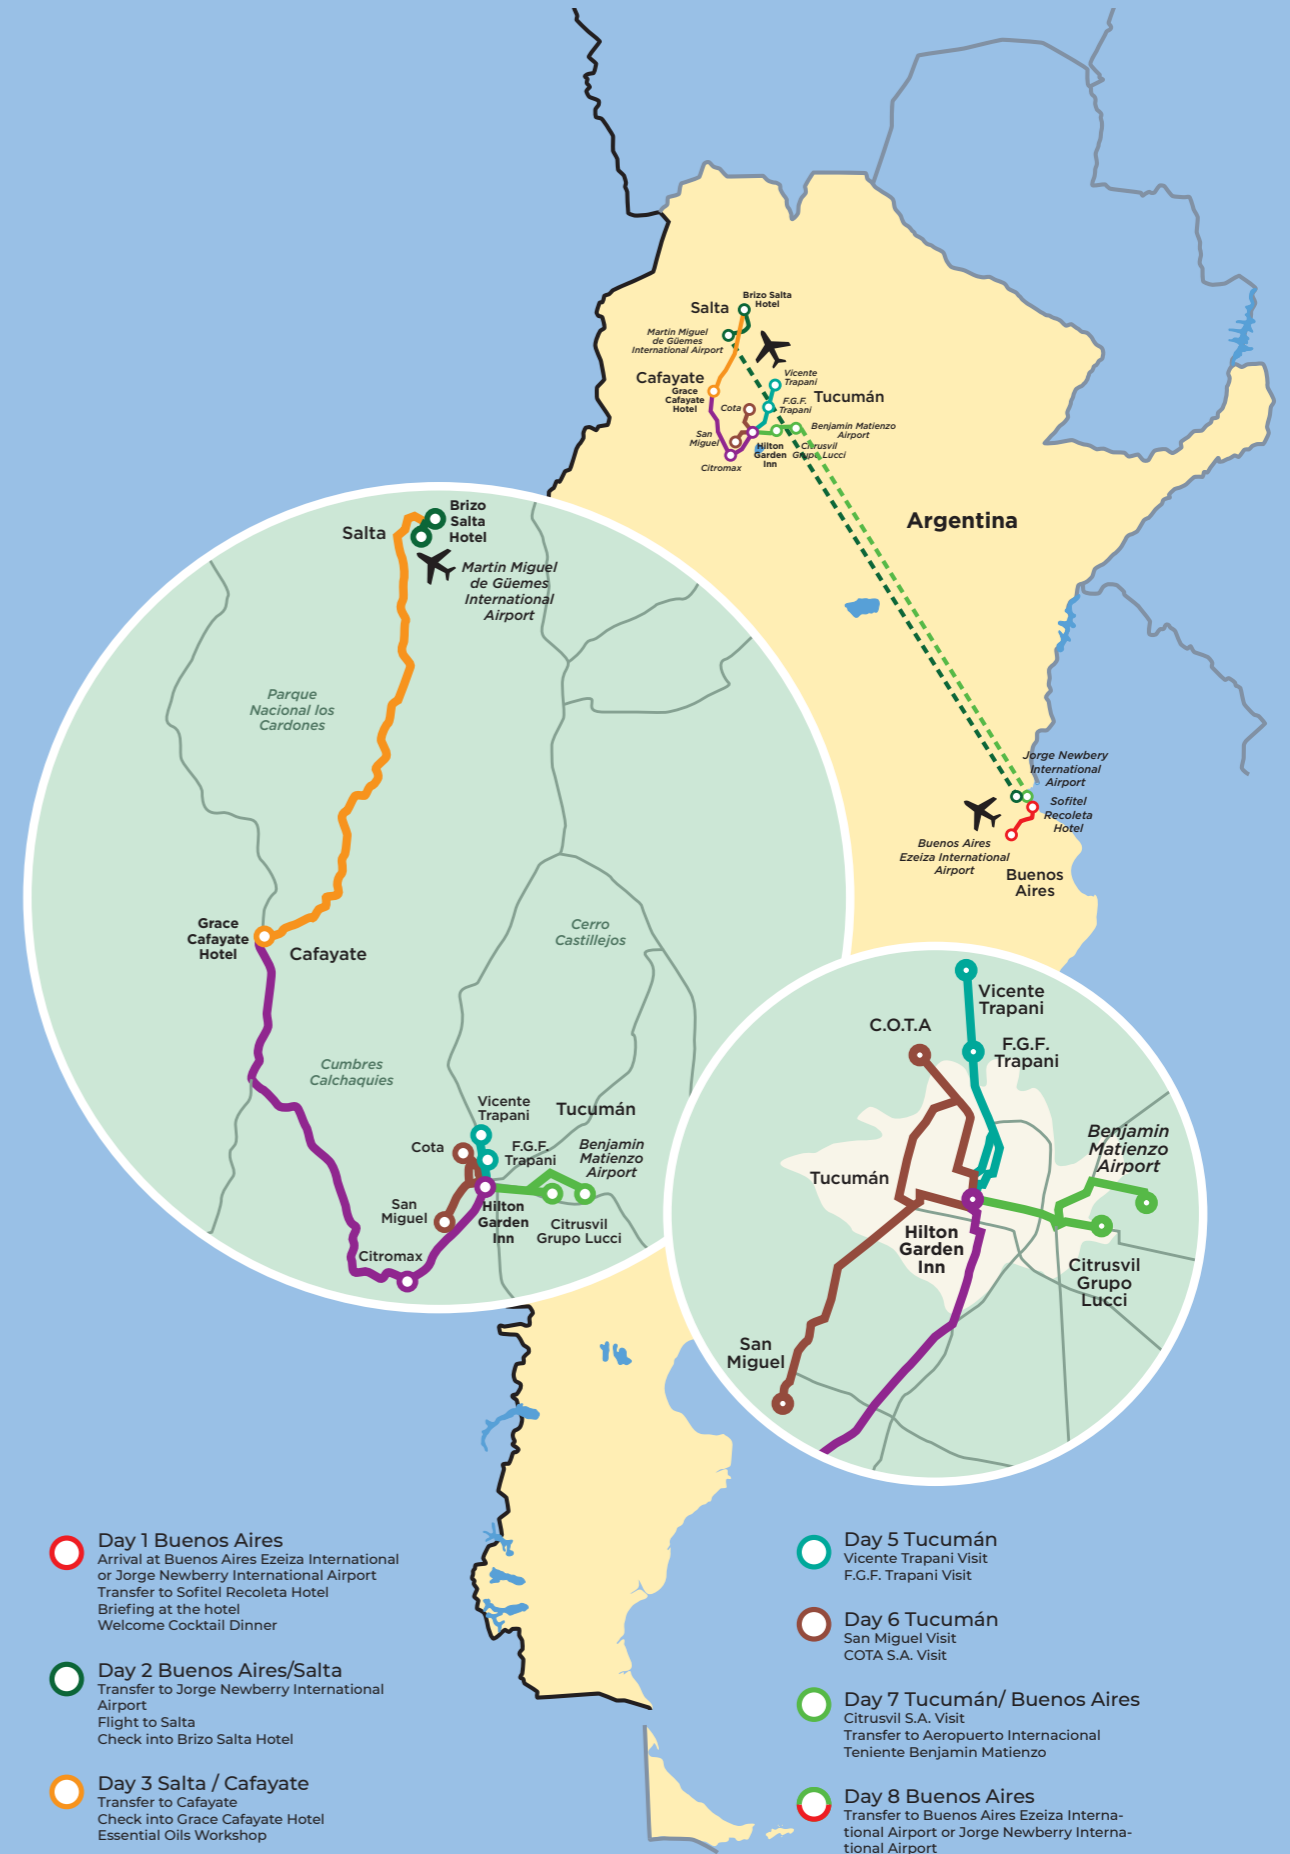 Brizo Salta
Hotel
Salta
Martin Miguel
de Güemes
International Airport
Cafayate
Grace
Cafayate
Hotel
Vicente
Trapani
Tucumán
F.G.F.
Trapani
Cota
San
Miguel
Citromax
Hilton
Garden
Inn
Citrusvil
Grupo Lucci
Benjamin Matienzo
Airport
Argentina
Jorge Newbery
International
Airport
Sofitel
Recoleta
Hotel
Buenos Aires
Ezeiza International
Airport
Buenos
Aires
Salta
Brizo
Salta
Hotel
Martin Miguel
de Güemes
International
Airport
Parque
Nacional los
Cardones
Grace
Cafayate
Hotel
Cafayate
Cerro
Castillejos
Cumbres
Calchaquies
Vicente
Trapani
Tucumán
Cota
F.G.F.
Trapani
Benjamin
Matienzo
Airport
San
Miguel
Hilton
Garden
Inn
Citrusvil
Grupo Lucci
Citromax
Vicente
Trapani
C.O.T.A
F.G.F.
Trapani
Benjamin
Matienzo
Airport
Tucumán
Hilton
Garden
Inn
Citrusvil
Grupo
Lucci
San
Miguel
Day 1 Buenos Aires
Arrival at Buenos Aires Ezeiza International
or Jorge Newberry International Airport
Transfer to Sofitel Recoleta Hotel
Briefing at the hotel
Welcome Cocktail Dinner
Day 2 Buenos Aires/Salta
Transfer to Jorge Newberry International
Airport
Flight to Salta
Check into Brizo Salta Hotel
Day 3 Salta / Cafayate
Transfer to Cafayate
Check into Grace Cafayate Hotel
Essential Oils Workshop
Day 5 Tucumán
Vicente Trapani Visit
F.G.F. Trapani Visit
Day 6 Tucumán
San Miguel Visit
COTA S.A. Visit
Day 7 Tucumán/ Buenos Aires
Citrusvil S.A. Visit
Transfer to Aeropuerto Internacional
Teniente Benjamin Matienzo
Day 8 Buenos Aires
Transfer to Buenos Aires Ezeiza Interna-
tional Airport or Jorge Newberry Interna-
tional Airport